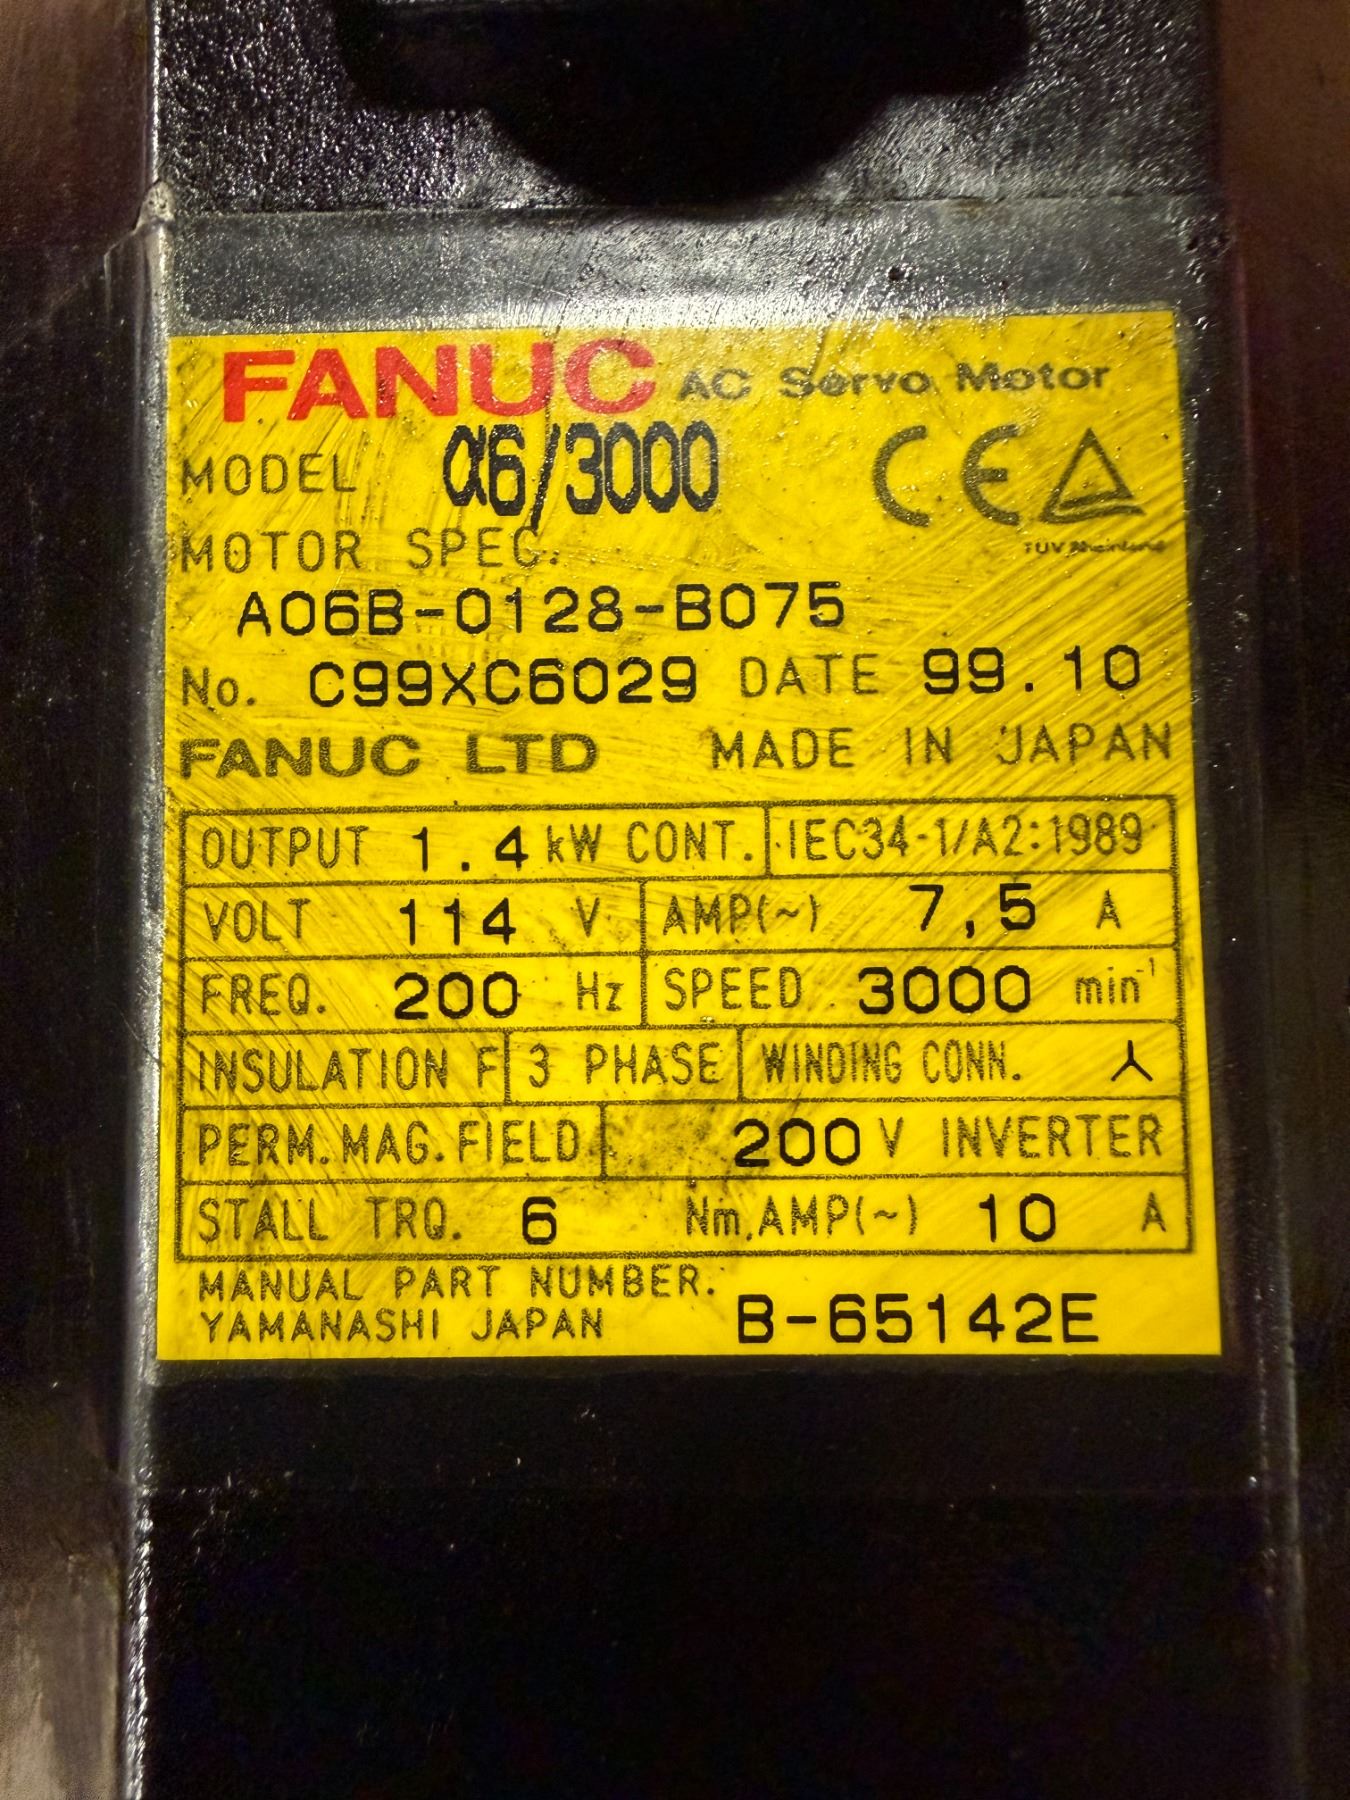 FANUC AC Servo Motor
MODEL α6/3000
CE
TÜV Rheinland
MOTOR SPEC.
A06B-0128-B075
No. C99XC6029 DATE 99.10
FANUC LTD MADE IN JAPAN
OUTPUT 1.4 kW CONT. IEC34-1/A2:1989
VOLT 114 V AMP(~) 7,5 A
FREQ. 200 Hz SPEED 3000 min⁻¹
INSULATION F 3 PHASE WINDING CONN. ⅄
PERM.MAG.FIELD 200 V INVERTER
STALL TRQ. 6 Nm,AMP(~) 10 A
MANUAL PART NUMBER. B-65142E
YAMANASHI JAPAN